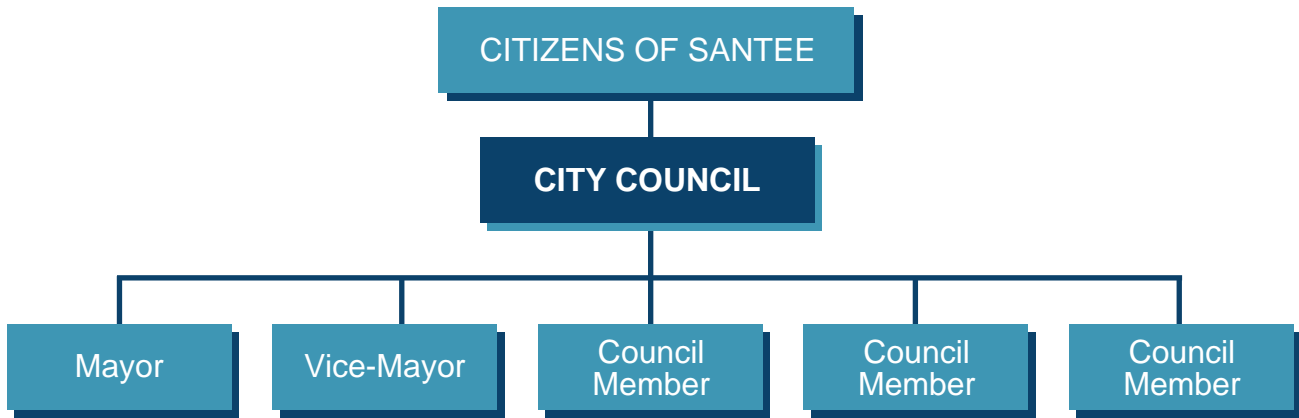 CITIZENS OF SANTEE
CITY COUNCIL
Mayor
Vice-Mayor
Council
Member
Council
Member
Council
Member